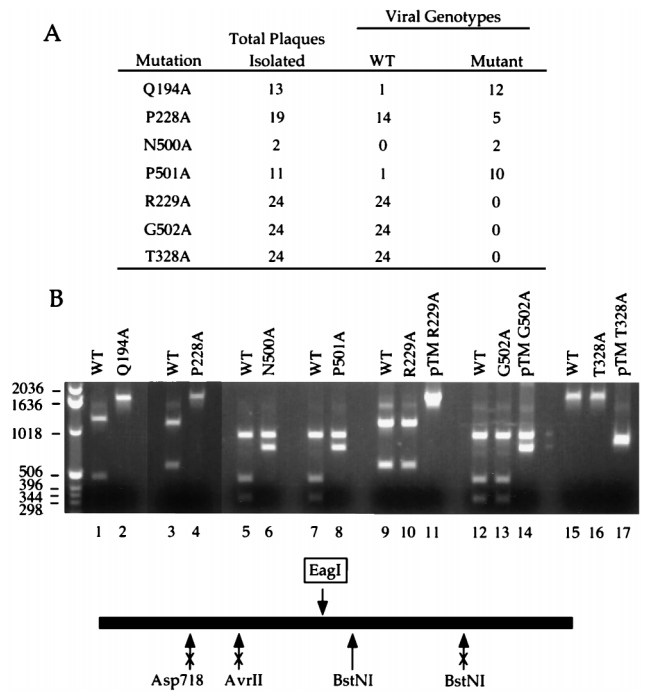 A
Viral Genotypes
Total Plaques
Mutation Isolated WT Mutant
Q194A 13 1 12
P228A 19 14 5
N500A 2 0 2
P501A 11 1 10
R229A 24 24 0
G502A 24 24 0
T328A 24 24 0
B
WT Q194A WT P228A WT N500A WT P501A WT R229A pTM R229A WT G502A pTM G502A WT T328A pTM T328A
2036
1636
1018
506
396
344
298
1 2 3 4 5 6 7 8 9 10 11 12 13 14 15 16 17
EagI
Asp718 AvrII BstNI BstNI